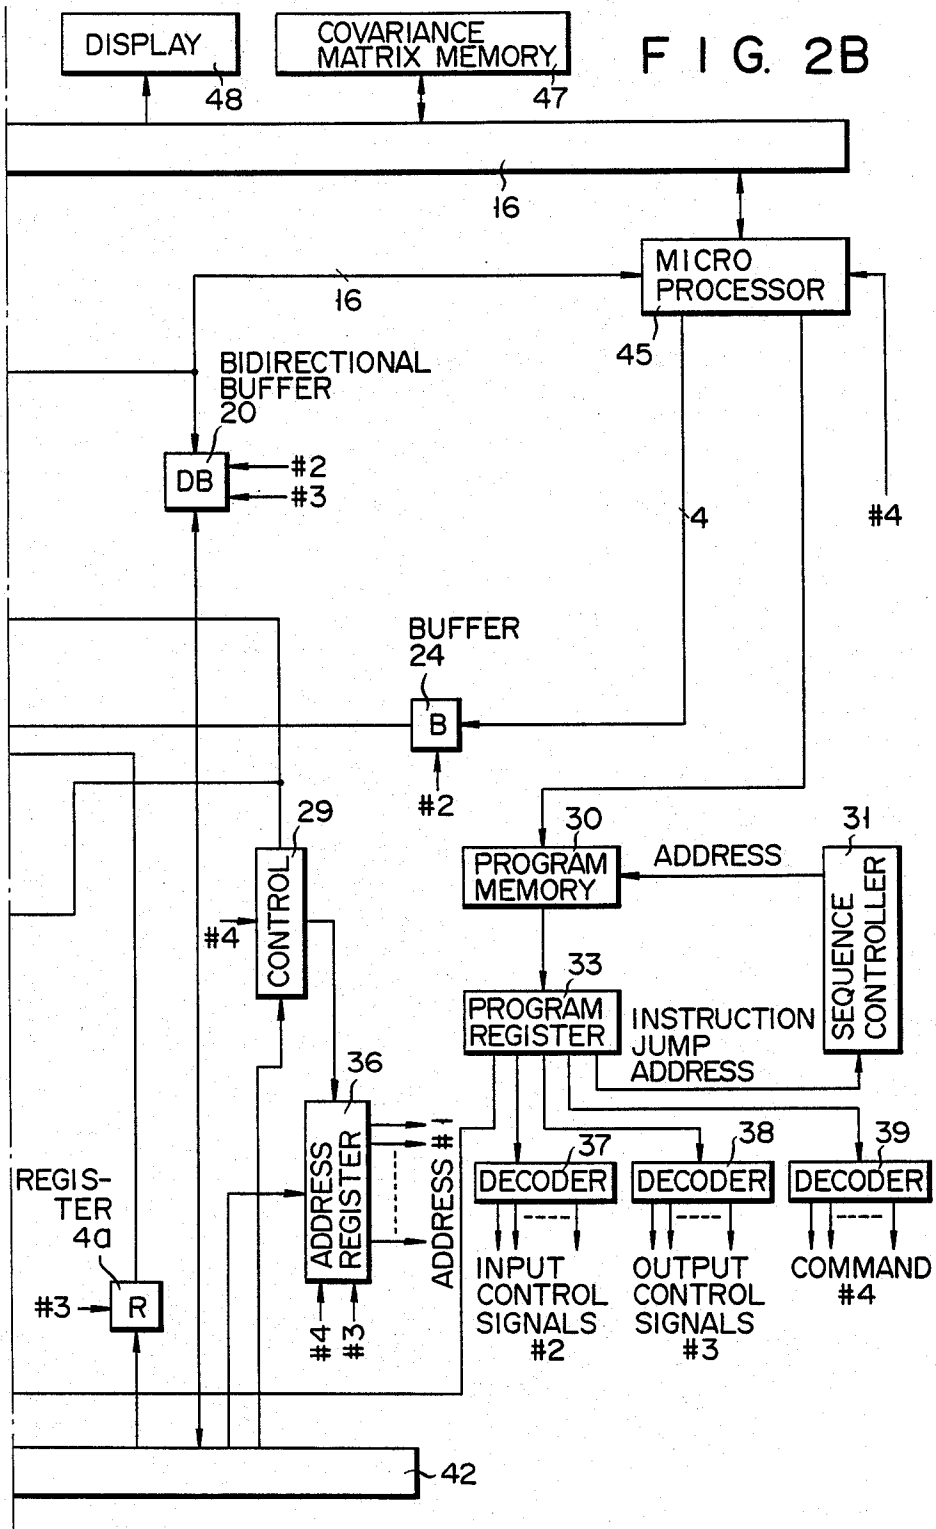 FIG. 2B
DISPLAY
48
COVARIANCE
MATRIX MEMORY
47
16
MICRO
PROCESSOR
45
16
BIDIRECTIONAL
BUFFER
20
DB
#2
#3
4
#4
BUFFER
24
B
#2
29
CONTROL
#4
30
PROGRAM
MEMORY
ADDRESS
31
SEQUENCE
CONTROLLER
33
PROGRAM
REGISTER
INSTRUCTION
JUMP
ADDRESS
36
ADDRESS
REGISTER
ADDRESS #1
#4
#3
37
DECODER
38
DECODER
39
DECODER
INPUT
CONTROL
SIGNALS
#2
OUTPUT
CONTROL
SIGNALS
#3
COMMAND
#4
REGIS-
TER
4a
R
#3
42